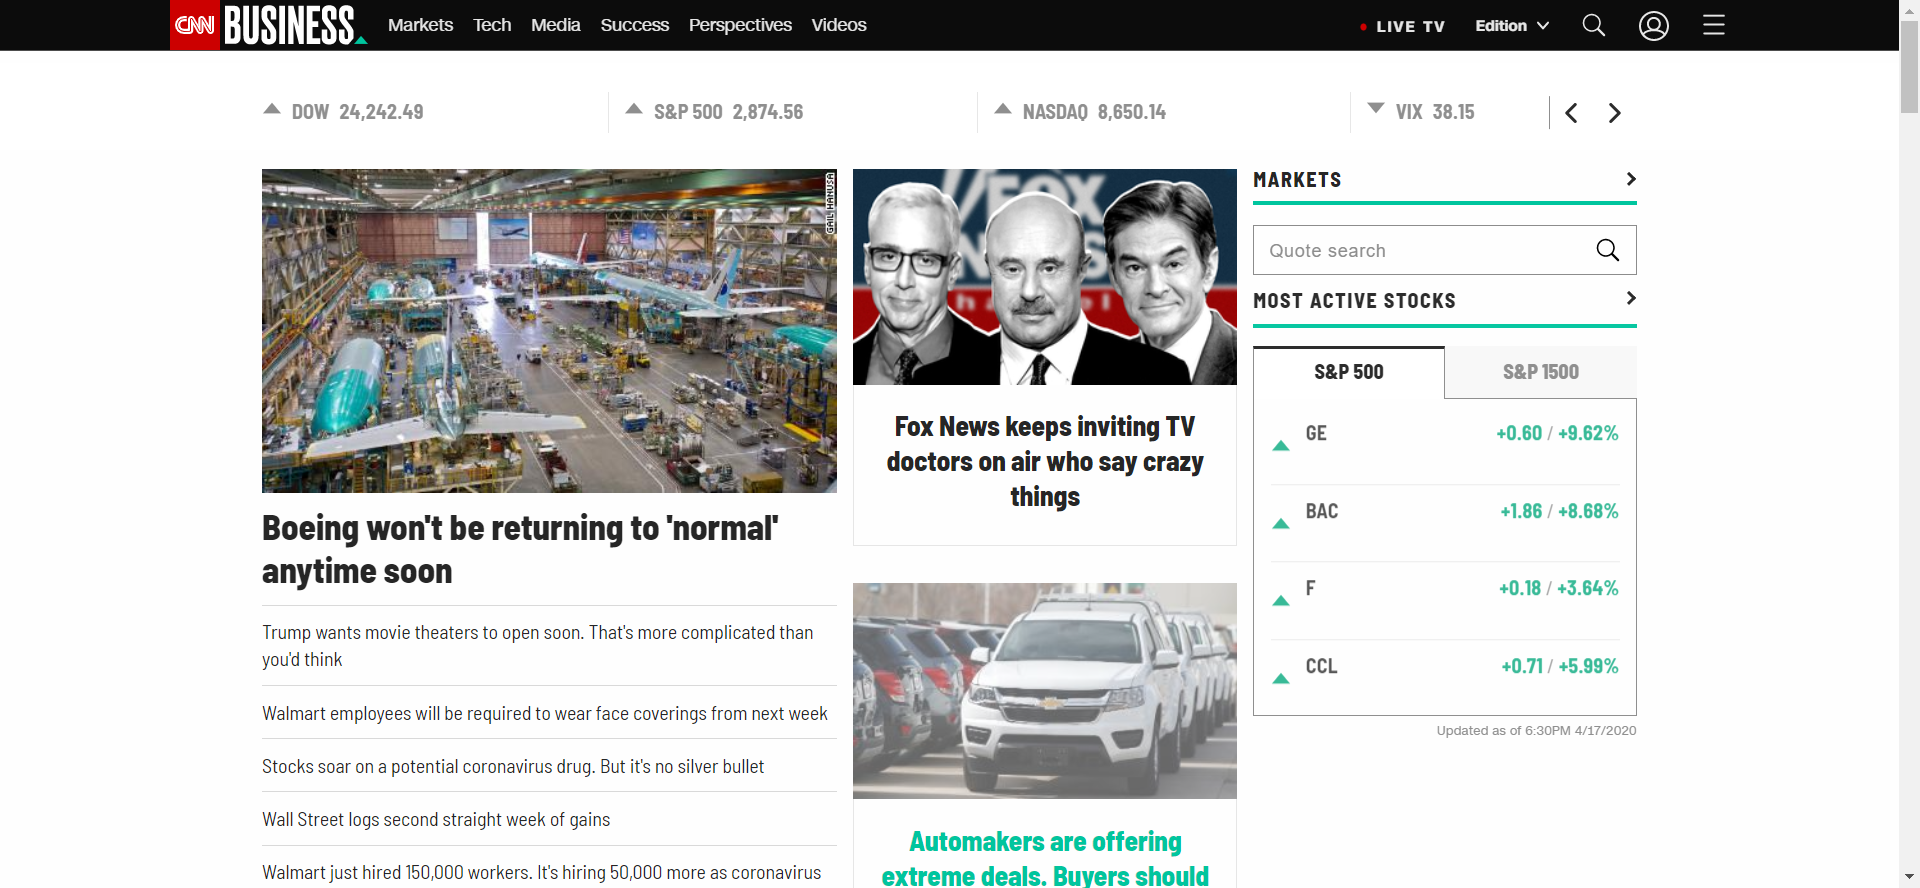 CNN BUSINESS Markets Tech Media Success Perspectives Videos LIVE TV Edition
DOW 24,242.49 S&P 500 2,874.56 NASDAQ 8,650.14 VIX 38.15
GAIL HANUSA
Boeing won't be returning to 'normal'
anytime soon
Trump wants movie theaters to open soon. That's more complicated than
you'd think
Walmart employees will be required to wear face coverings from next week
Stocks soar on a potential coronavirus drug. But it's no silver bullet
Wall Street logs second straight week of gains
Walmart just hired 150,000 workers. It's hiring 50,000 more as coronavirus
FOX
Fox News keeps inviting TV
doctors on air who say crazy
things
Automakers are offering
extreme deals. Buyers should
MARKETS
Quote search
MOST ACTIVE STOCKS
S&P 500 S&P 1500
GE +0.60 / +9.62%
BAC +1.86 / +8.68%
F +0.18 / +3.64%
CCL +0.71 / +5.99%
Updated as of 6:30PM 4/17/2020